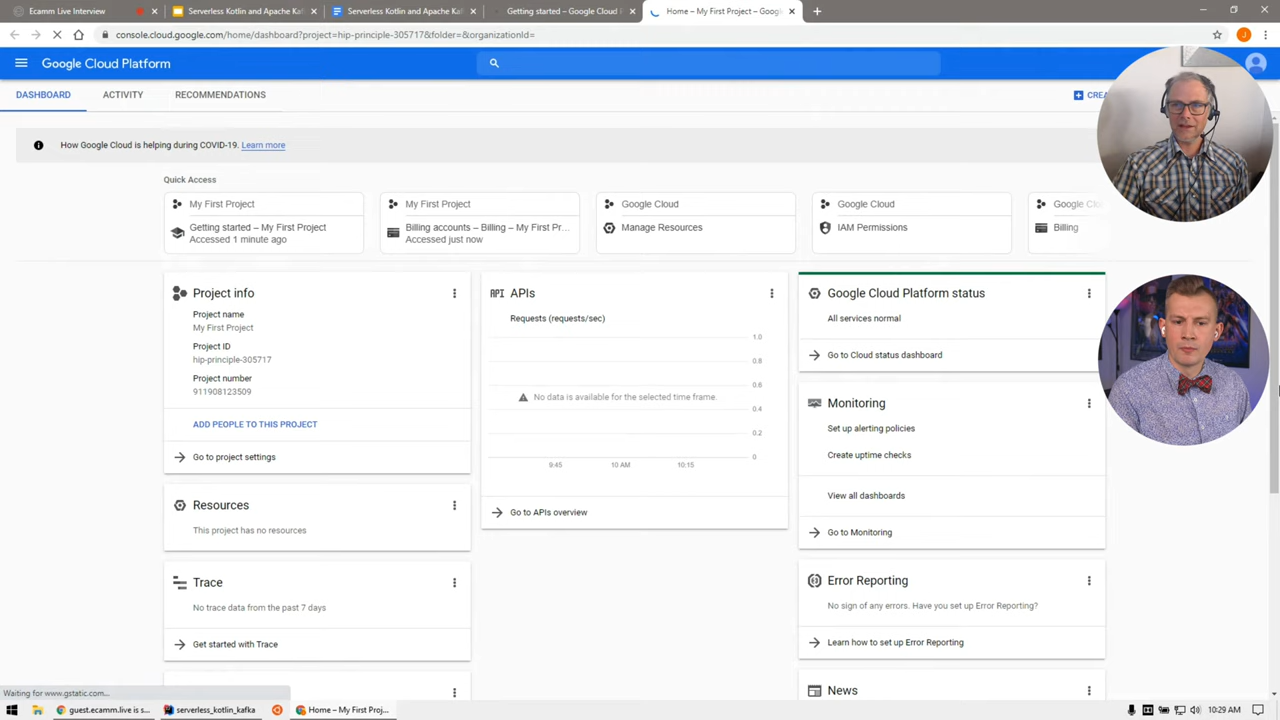 Ecamm Live Interview
Serverless Kotlin and Apache Kaf
Serverless Kotlin and Apache Kaf
Getting started – Google Cloud P
Home – My First Project – Googl
console.cloud.google.com/home/dashboard?project=hip-principle-305717&folder=&organizationId=
J
Google Cloud Platform
DASHBOARD
ACTIVITY
RECOMMENDATIONS
CREA
How Google Cloud is helping during COVID-19. Learn more
Quick Access
My First Project
Getting started – My First Project
Accessed 1 minute ago
My First Project
Billing accounts – Billing – My First Pr...
Accessed just now
Google Cloud
Manage Resources
Google Cloud
IAM Permissions
Google Clo
Billing
Project info
Project name
My First Project
Project ID
hip-principle-305717
Project number
911908123509
ADD PEOPLE TO THIS PROJECT
Go to project settings
Resources
This project has no resources
Trace
No trace data from the past 7 days
Get started with Trace
API APIs
Requests (requests/sec)
1.0
0.8
0.6
No data is available for the selected time frame.
0.4
0.2
0
9:45 10 AM 10:15
Go to APIs overview
Google Cloud Platform status
All services normal
Go to Cloud status dashboard
Monitoring
Set up alerting policies
Create uptime checks
View all dashboards
Go to Monitoring
Error Reporting
No sign of any errors. Have you set up Error Reporting?
Learn how to set up Error Reporting
News
Waiting for www.gstatic.com...
guest.ecamm.live is s...
serverless_kotlin_kafka
Home – My First Proj...
10:29 AM